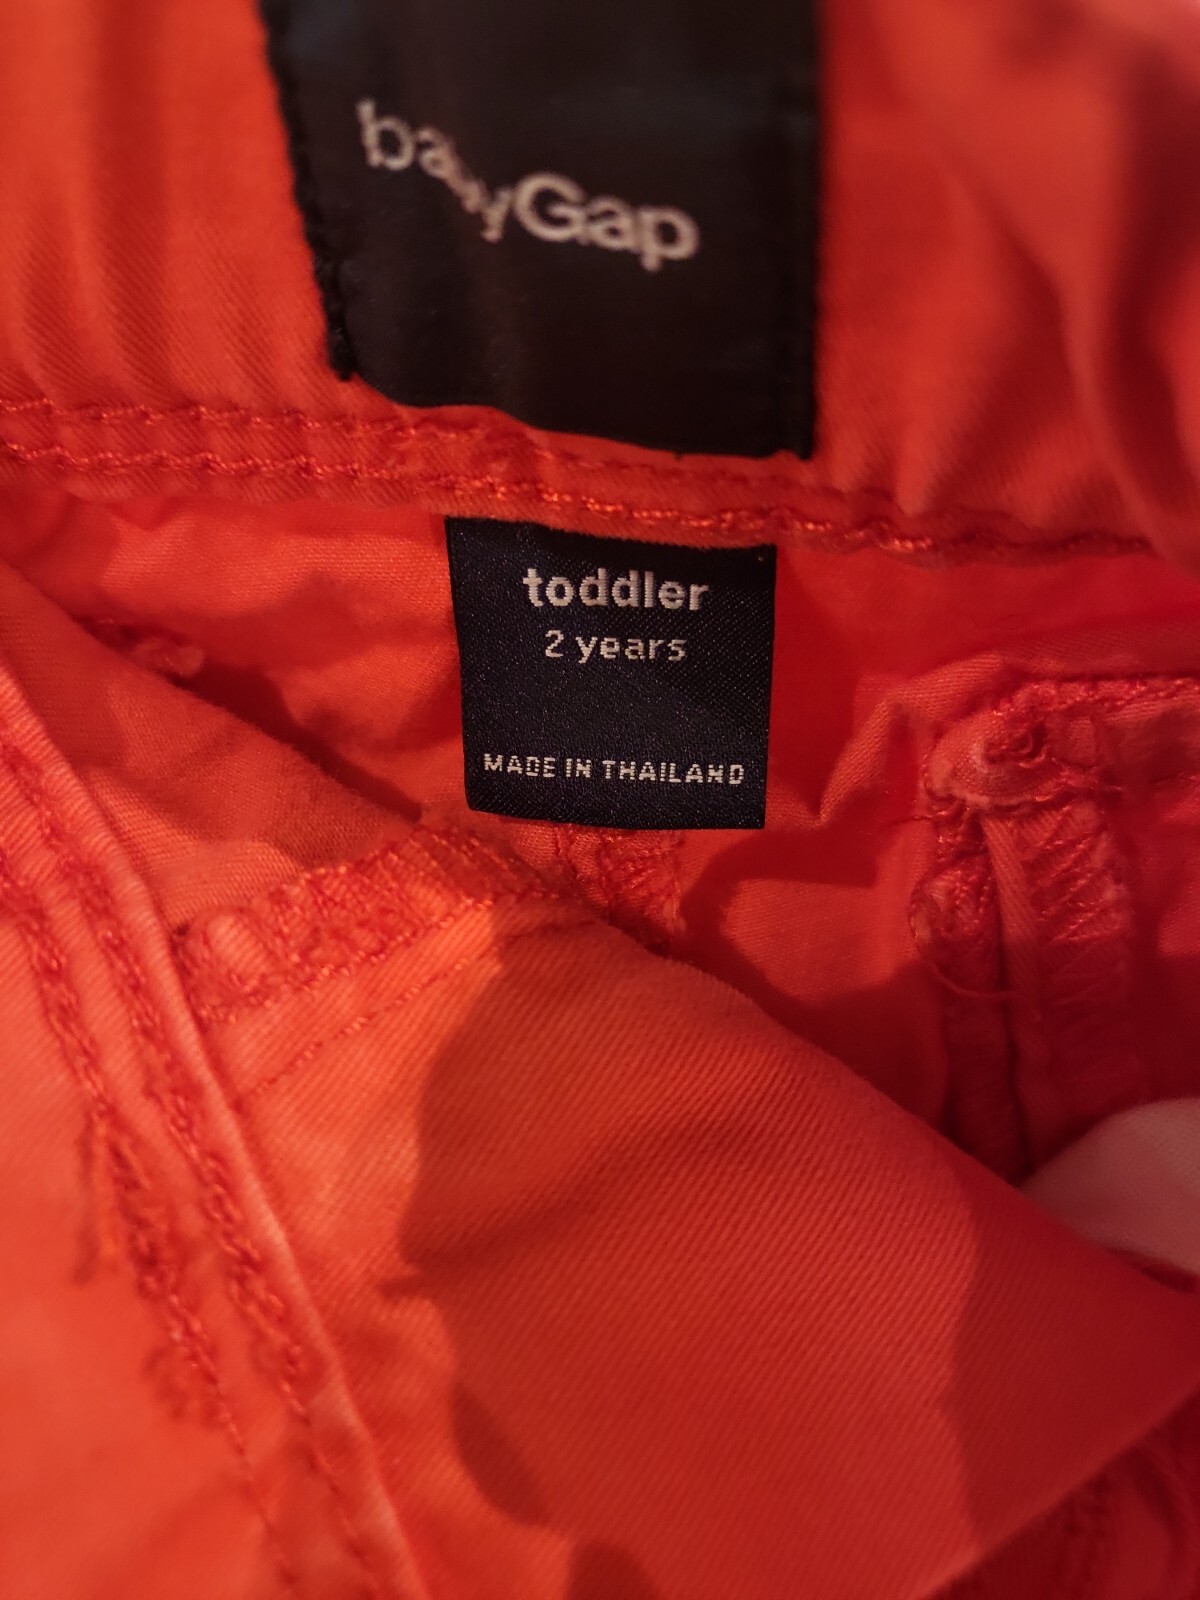 babyGap
toddler
2 years
MADE IN THAILAND